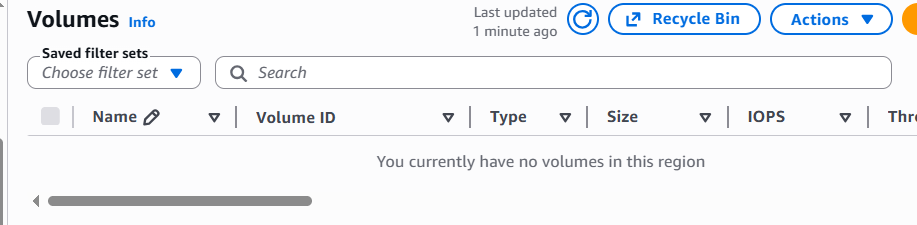 Volumes Info
Last updated
1 minute ago
Recycle Bin
Actions
Saved filter sets
Choose filter set
Search
Name Volume ID Type Size IOPS Thr
You currently have no volumes in this region